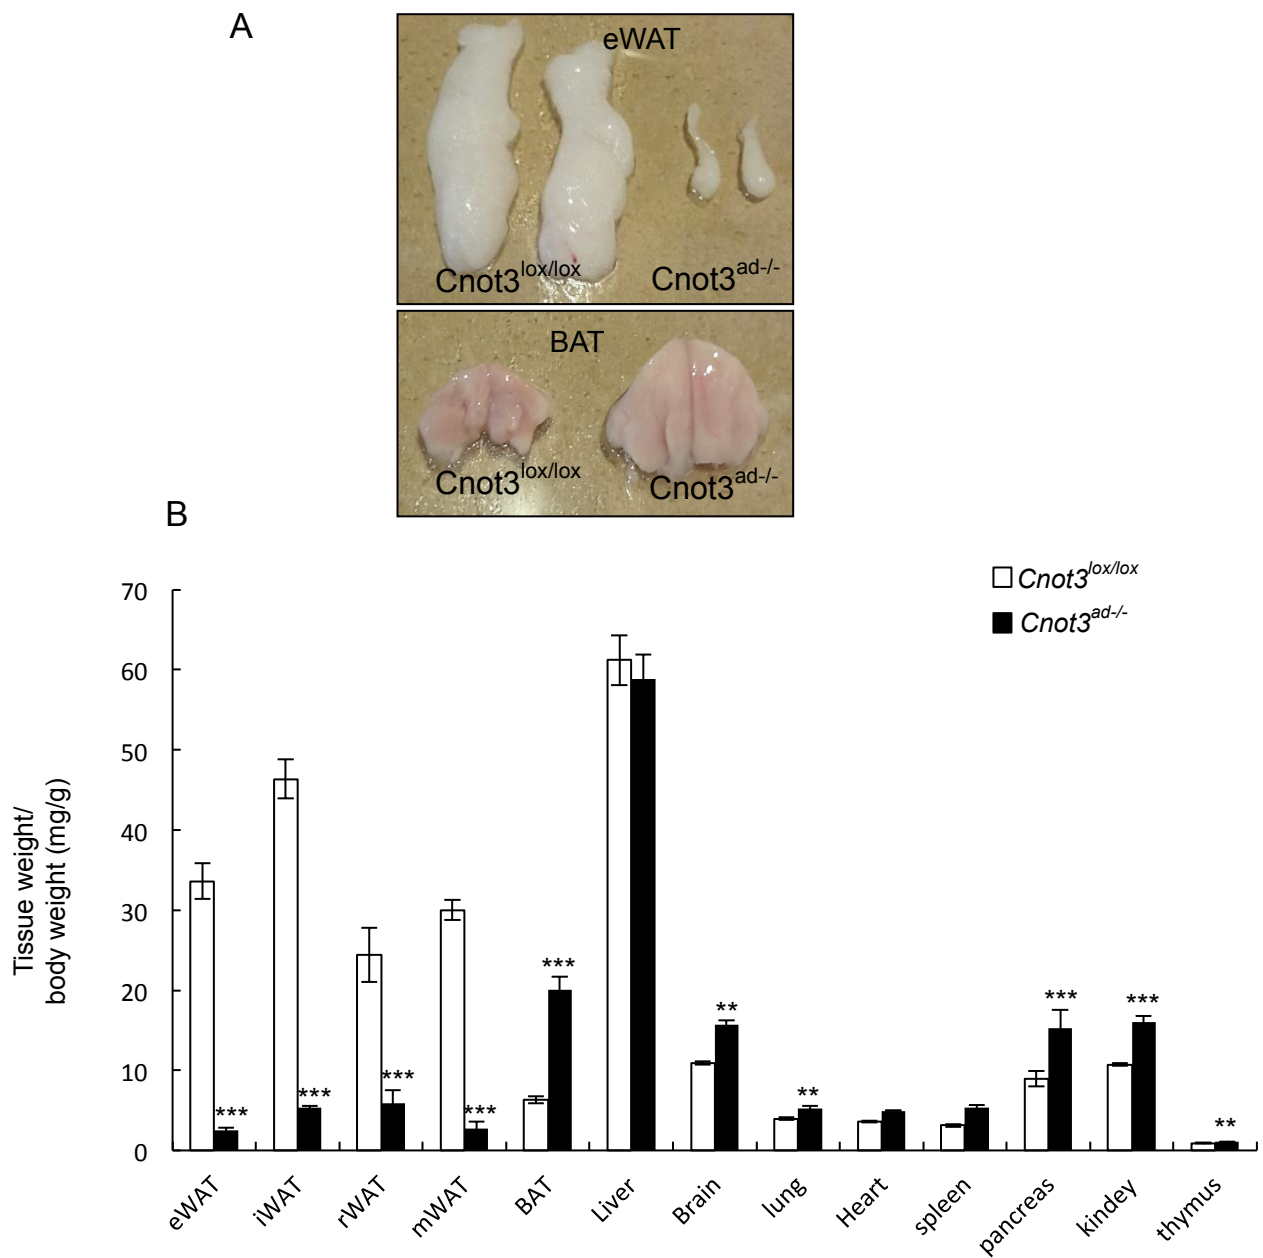 A
eWAT
Cnot3lox/lox Cnot3ad-/-
BAT
Cnot3lox/lox Cnot3ad-/-
B
Cnot3lox/lox
Cnot3ad-/-
Tissue weight/
body weight (mg/g)
70
60
50
40
30
20
10
0
*** *** *** *** *** ** ** *** *** **
eWAT iWAT rWAT mWAT BAT Liver Brain lung Heart spleen pancreas kindey thymus